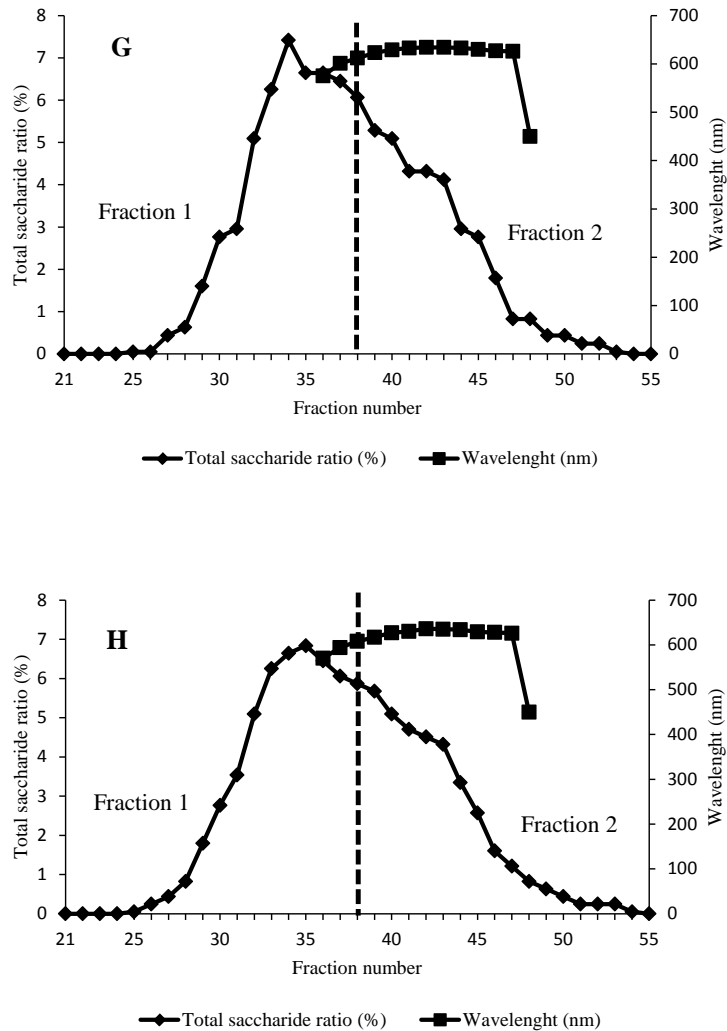 G
Total saccharide ratio (%)
8
7
6
5
4
3
2
1
0
700
600
500
400
300
200
100
0
Wavelenght (nm)
Fraction 1
Fraction 2
21 25 30 35 40 45 50 55
Fraction number
Total saccharide ratio (%) Wavelenght (nm)
H
Total saccharide ratio (%)
8
7
6
5
4
3
2
1
0
700
600
500
400
300
200
100
0
Wavelenght (nm)
Fraction 1
Fraction 2
21 25 30 35 40 45 50 55
Fraction number
Total saccharide ratio (%) Wavelenght (nm)